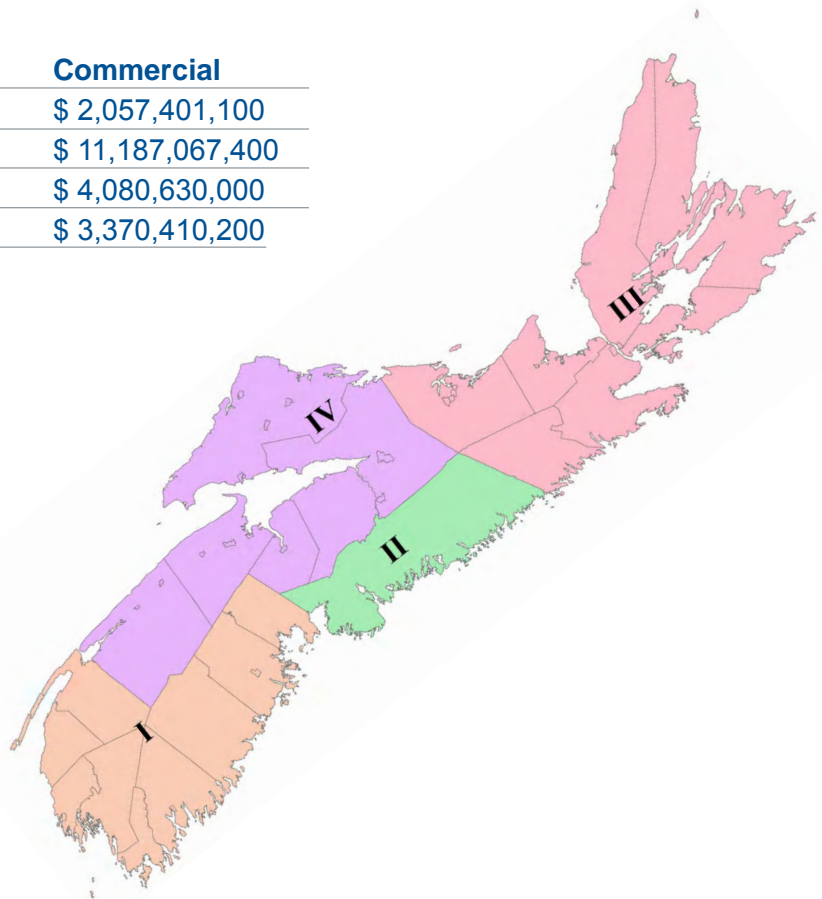 Commercial
$ 2,057,401,100
$ 11,187,067,400
$ 4,080,630,000
$ 3,370,410,200
III
IV
II
I